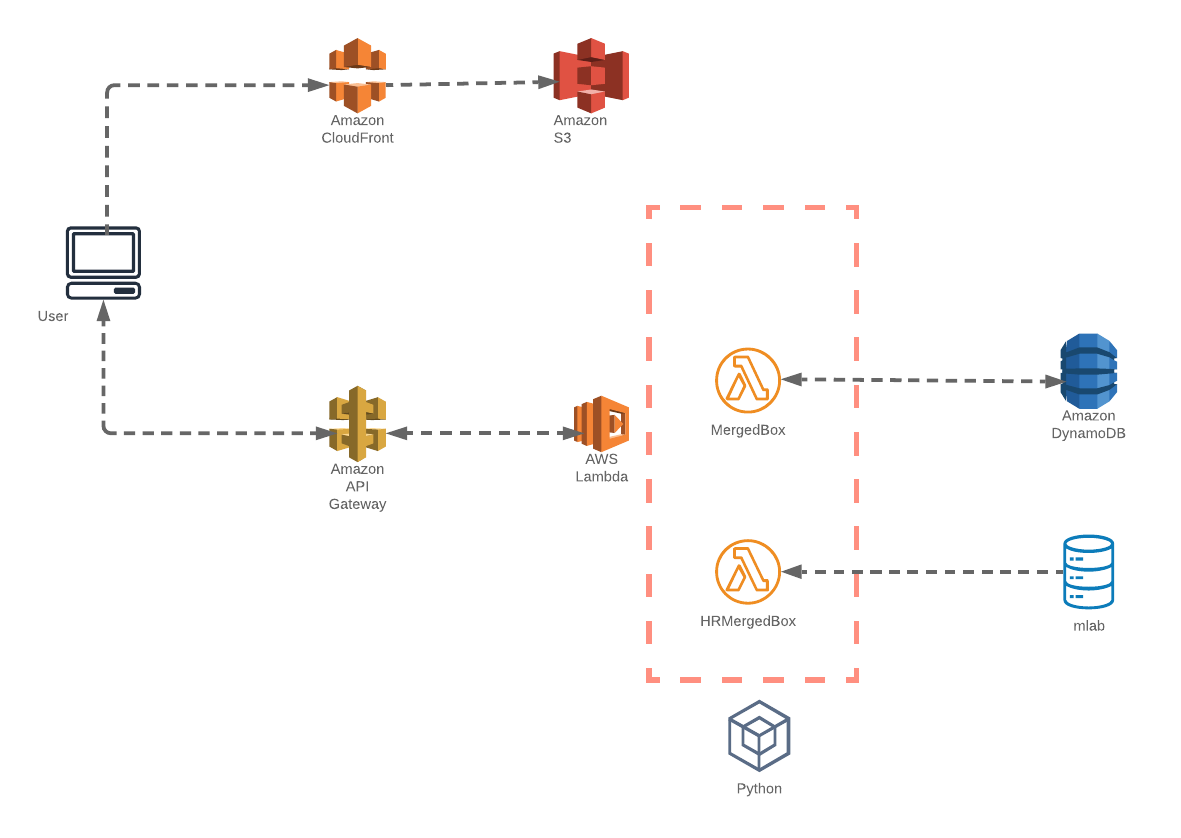 Amazon
CloudFront
Amazon
S3
User
Amazon
API
Gateway
AWS
Lambda
MergedBox
Amazon
DynamoDB
HRMergedBox
mlab
Python